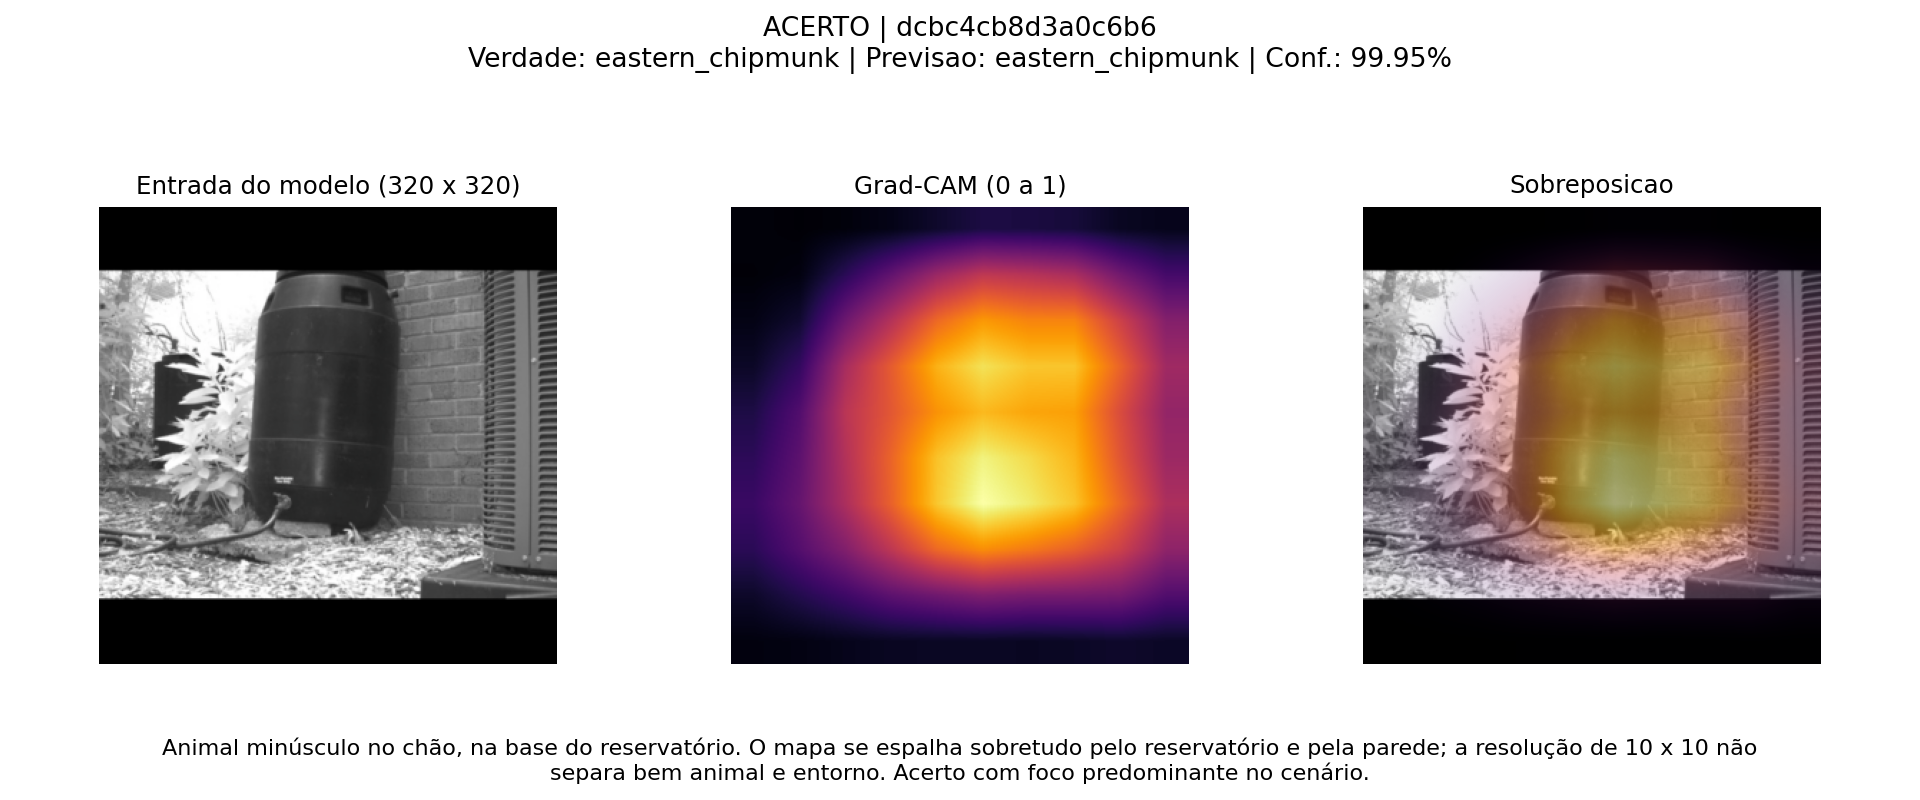 ACERTO | dcbc4cb8d3a0c6b6
Verdade: eastern_chipmunk | Previsao: eastern_chipmunk | Conf.: 99.95%
Entrada do modelo (320 x 320)
Grad-CAM (0 a 1)
Sobreposicao
Animal minúsculo no chão, na base do reservatório. O mapa se espalha sobretudo pelo reservatório e pela parede; a resolução de 10 x 10 não
separa bem animal e entorno. Acerto com foco predominante no cenário.